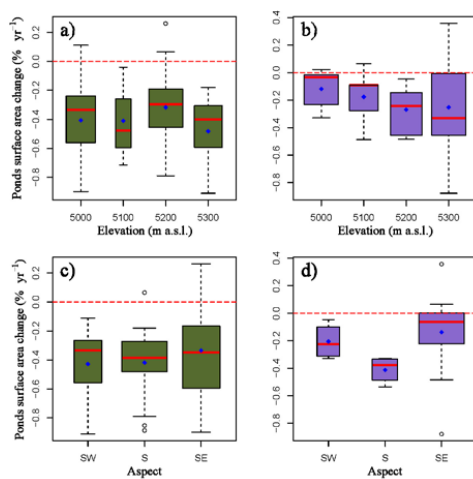 a)
Ponds surface area change (% yr⁻¹)
0.2
0.0
−0.2
−0.4
−0.6
−0.8
5000 5100 5200 5300
Elevation (m a.s.l.)
b)
0.4
0.2
0.0
−0.2
−0.4
−0.6
−0.8
5000 5100 5200 5300
Elevation (m a.s.l.)
c)
Ponds surface area change (% yr⁻¹)
0.2
0.0
−0.2
−0.4
−0.6
−0.8
SW S SE
Aspect
d)
0.4
0.2
0.0
−0.2
−0.4
−0.6
−0.8
SW S SE
Aspect